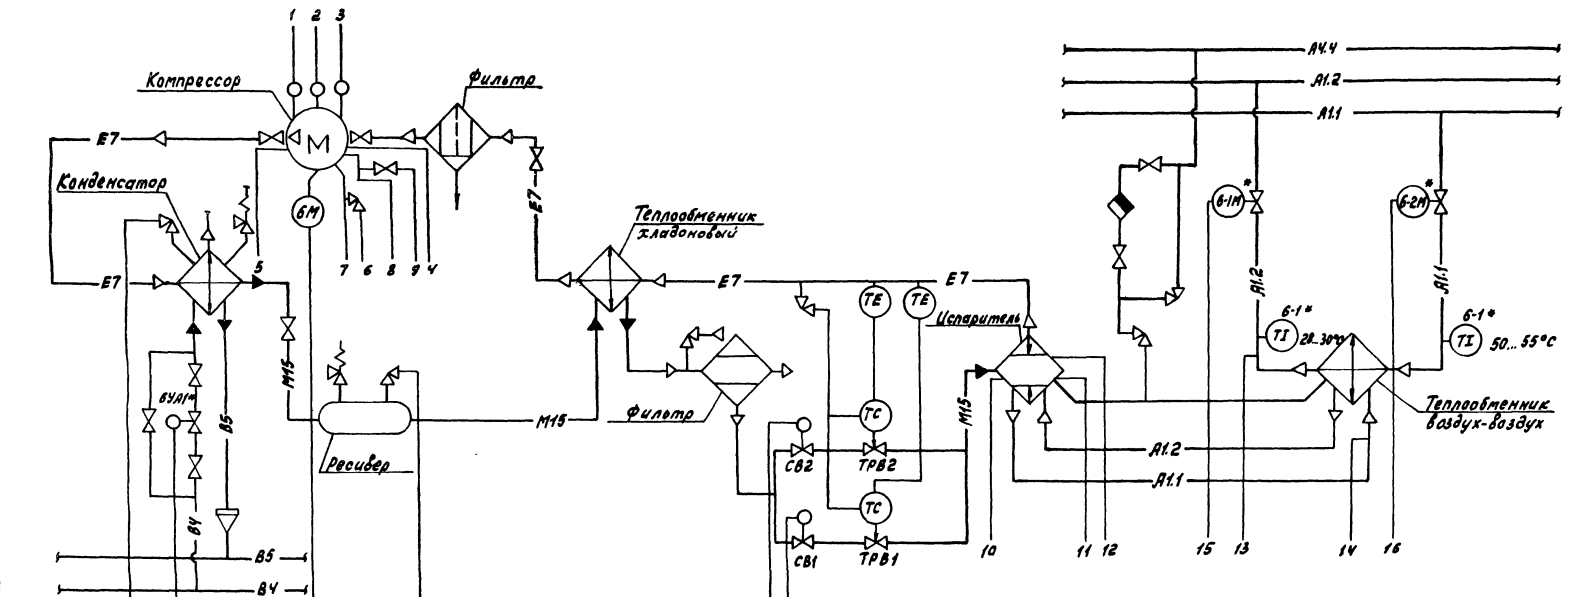 1 2 3
А4.4
Компрессор
Фильтр
А1.2
А1.1
Е7
М
Конденсатор
Е7
6М
Теплообменник
хладоновый
*
6-1М
*
6-2М
5
7 6 8 9 4
Е7
Е7
Е7
А1.2
А1.1
ТЕ
ТЕ
Испаритель
6-1*
ТI
28...30°С
6-1*
ТI
50... 55°С
М15
ВУА1*
В5
Фильтр
М15
ТС
М15
Теплообменник
воздух-воздух
Ресивер
СВ2
ТРВ2
А1.2
А1.1
ТС
В4
В5
СВ1
ТРВ1
10
11 12
15 13
14 16
В4